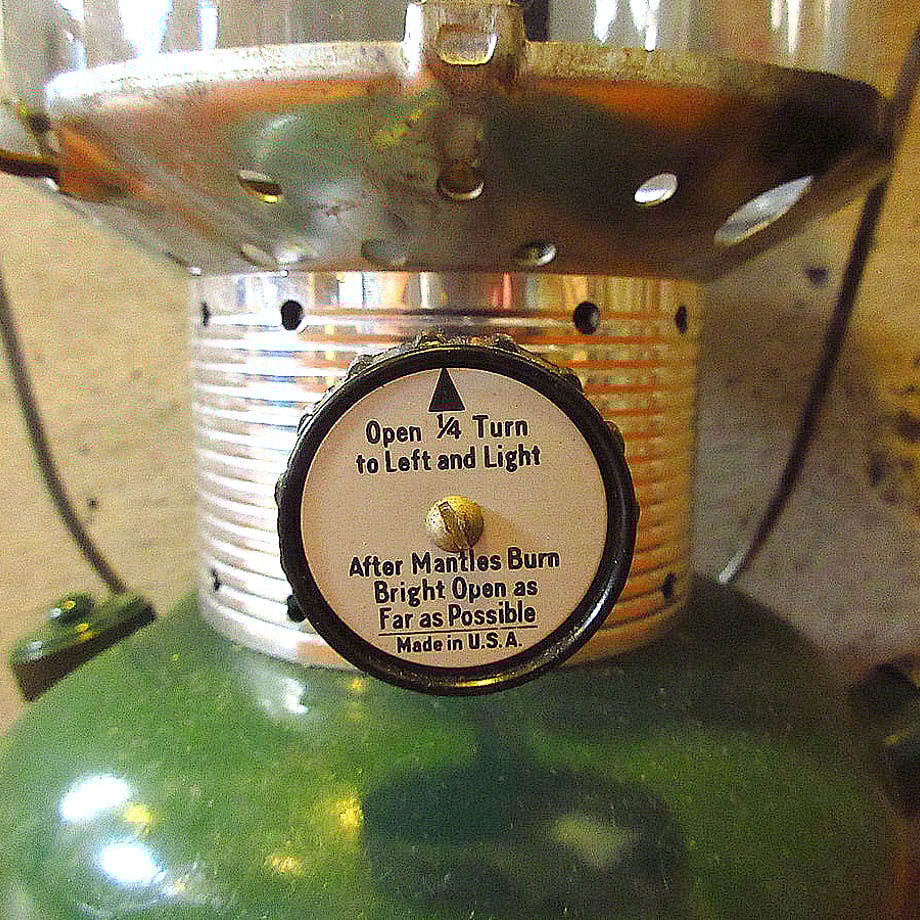 Open ¼ Turn
to Left and Light
After Mantles Burn
Bright Open as
Far as Possible
Made in U.S.A.